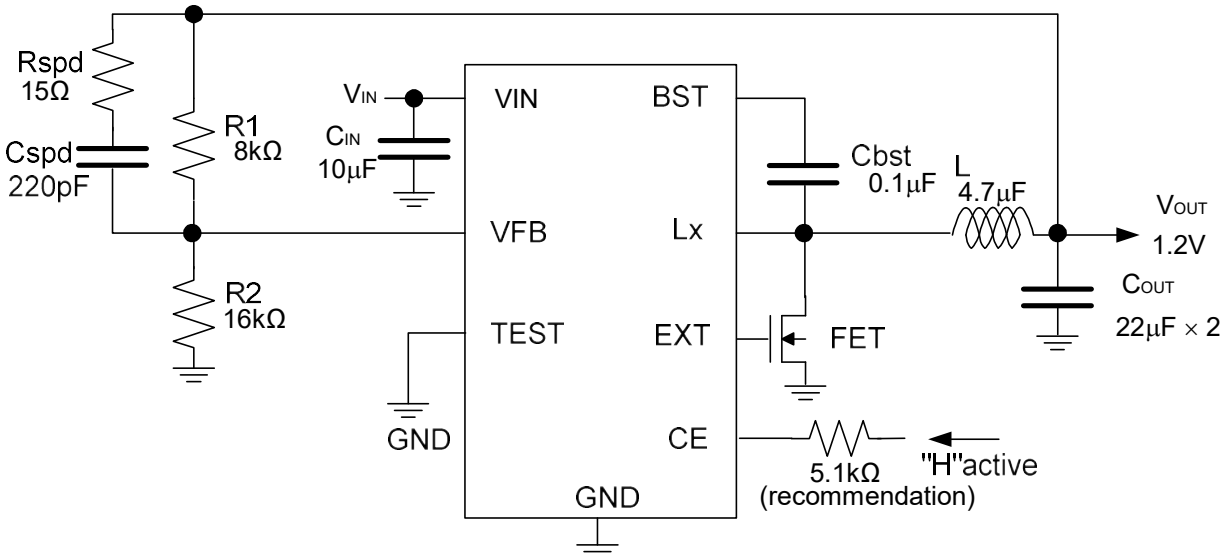 Rspd
15Ω
Cspd
220pF
R1
8kΩ
R2
16kΩ
VIN
CIN
10μF
VIN
VFB
TEST
GND
GND
BST
Lx
EXT
CE
Cbst
0.1μF
L
4.7μF
VOUT
1.2V
COUT
22μF × 2
FET
5.1kΩ
(recommendation)
"H"active